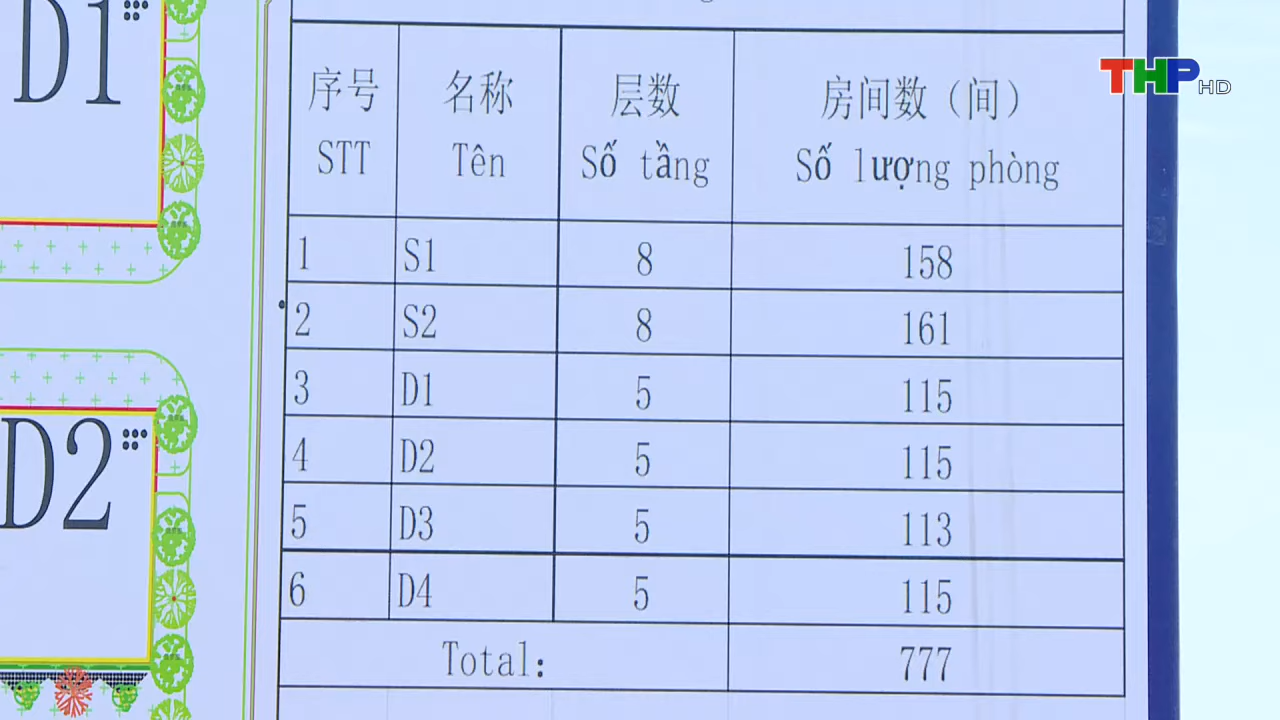 D1
THP HD
序号 名称 层数 房间数（间）
STT Tên Số tầng Số lượng phòng
1 S1 8 158
2 S2 8 161
3 D1 5 115
4 D2 5 115
5 D3 5 113
6 D4 5 115
Total: 777
D2